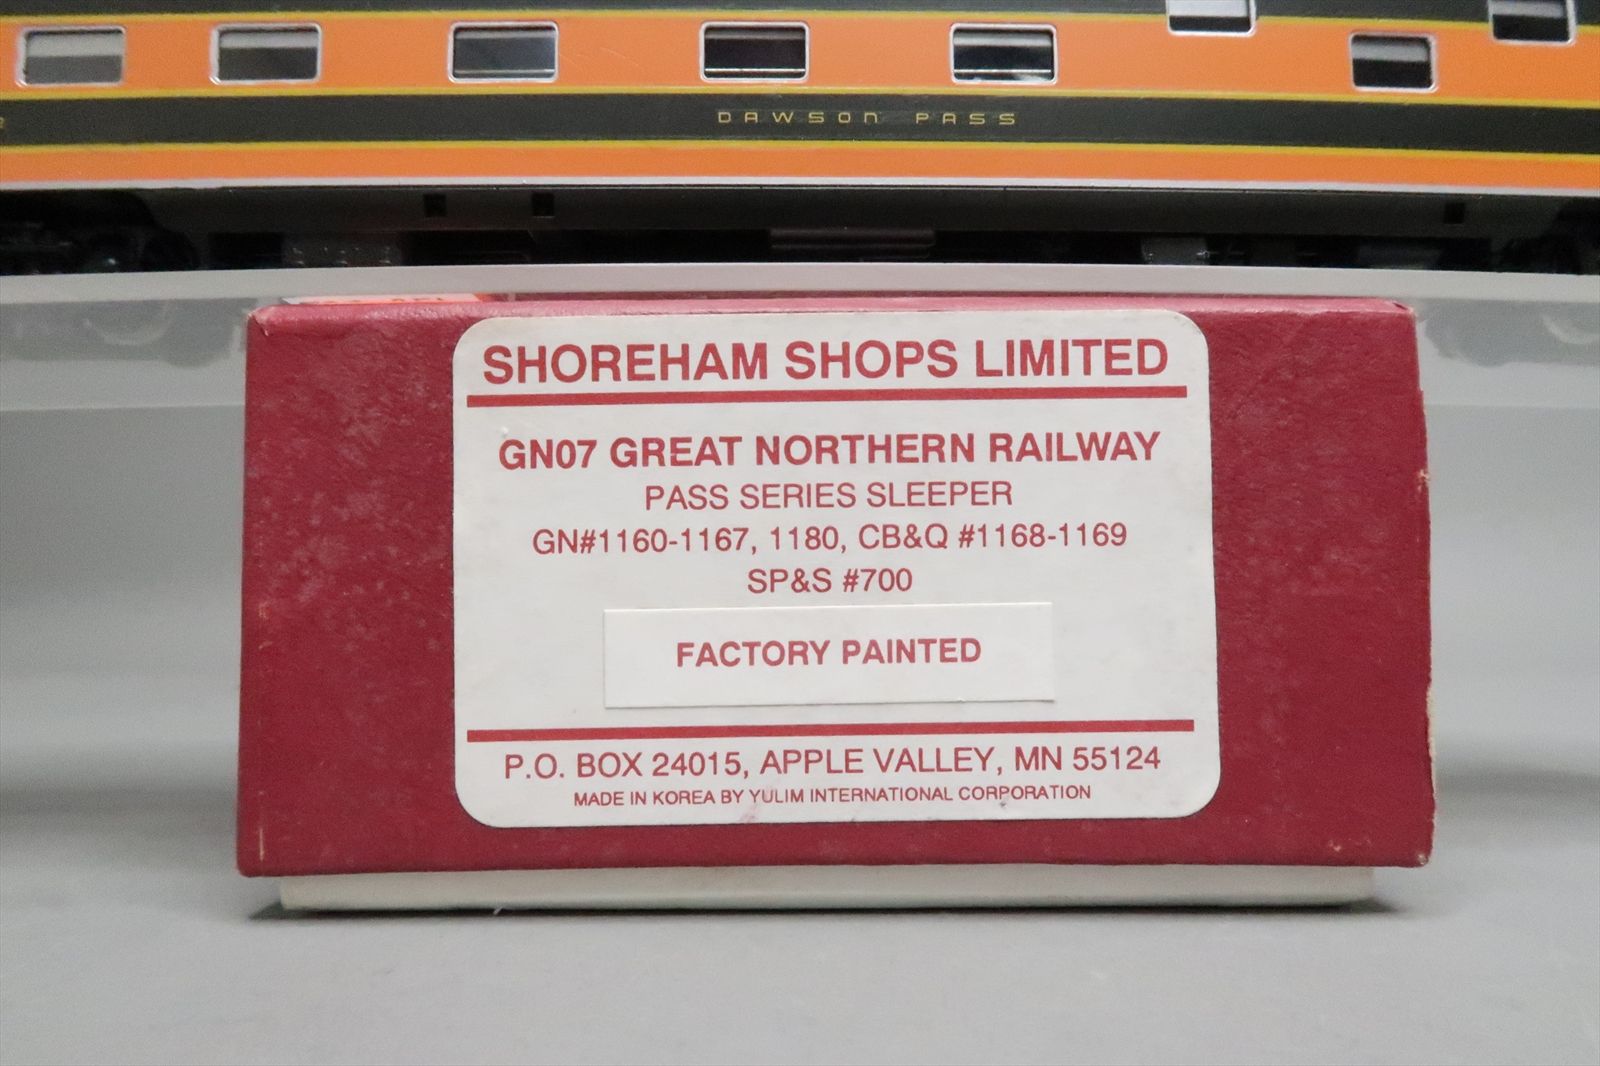 DAWSON PASS
SHOREHAM SHOPS LIMITED
GN07 GREAT NORTHERN RAILWAY
PASS SERIES SLEEPER
GN#1160-1167, 1180, CB&Q #1168-1169
SP&S #700
FACTORY PAINTED
P.O. BOX 24015, APPLE VALLEY, MN 55124
MADE IN KOREA BY YULIM INTERNATIONAL CORPORATION